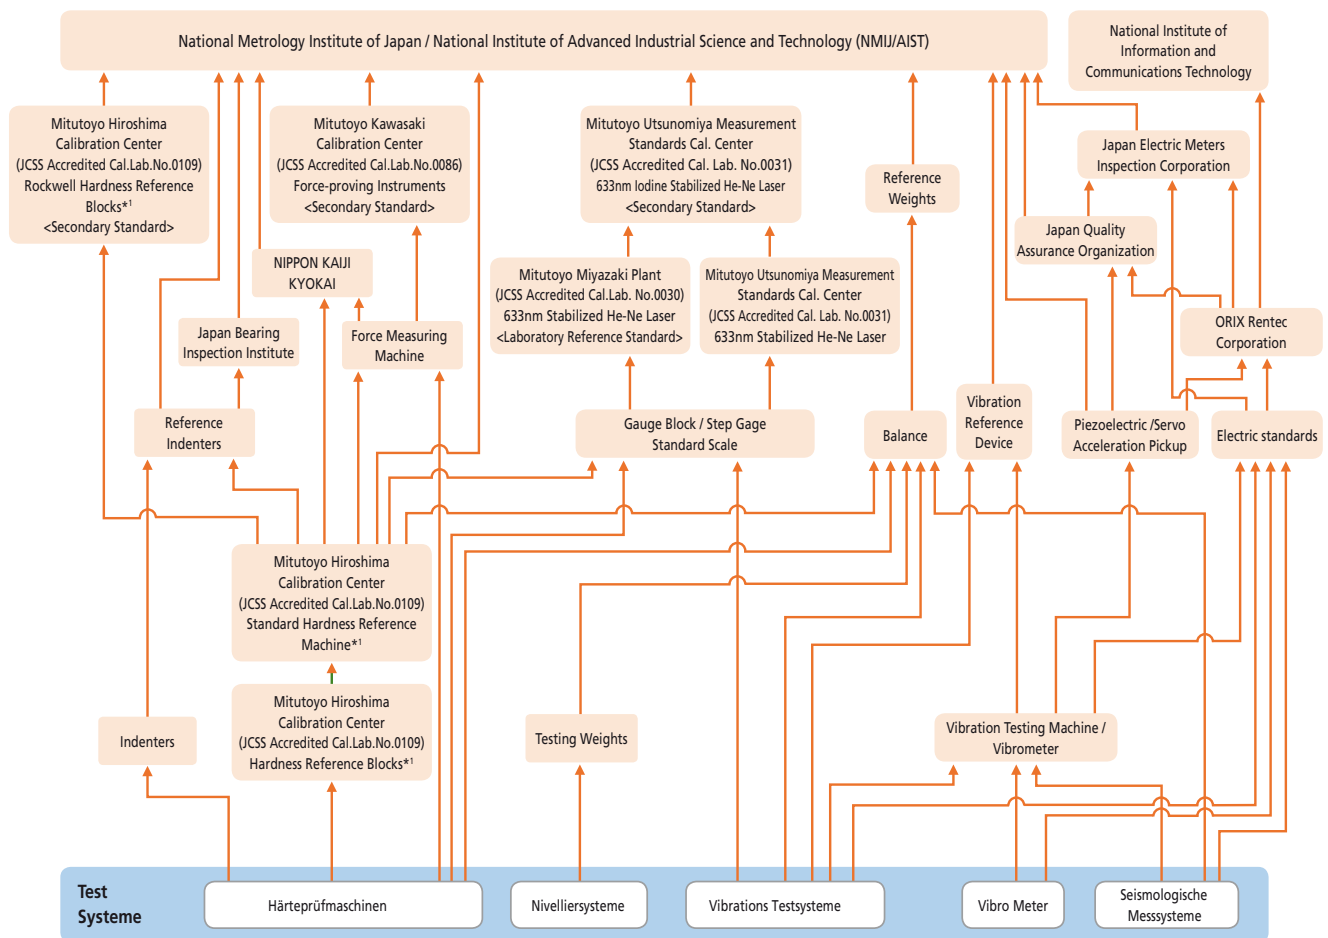 National Metrology Institute of Japan / National Institute of Advanced Industrial Science and Technology (NMIJ/AIST)
National Institute of
Information and
Communications Technology
Mitutoyo Hiroshima
Calibration Center
(JCSS Accredited Cal.Lab.No.0109)
Rockwell Hardness Reference
Blocks*1
<Secondary Standard>
Mitutoyo Kawasaki
Calibration Center
(JCSS Accredited Cal.Lab.No.0086)
Force-proving Instruments
<Secondary Standard>
Mitutoyo Utsunomiya Measurement
Standards Cal. Center
(JCSS Accredited Cal. Lab. No.0031)
633nm Iodine Stabilized He-Ne Laser
<Secondary Standard>
Reference
Weights
Japan Electric Meters
Inspection Corporation
Japan Quality
Assurance Organization
NIPPON KAIJI
KYOKAI
Mitutoyo Miyazaki Plant
(JCSS Accredited Cal.Lab. No.0030)
633nm Stabilized He-Ne Laser
<Laboratory Reference Standard>
Mitutoyo Utsunomiya Measurement
Standards Cal. Center
(JCSS Accredited Cal. Lab. No.0031)
633nm Stabilized He-Ne Laser
ORIX Rentec
Corporation
Japan Bearing
Inspection Institute
Force Measuring
Machine
Reference
Indenters
Gauge Block / Step Gage
Standard Scale
Balance
Vibration
Reference
Device
Piezoelectric /Servo
Acceleration Pickup
Electric standards
Mitutoyo Hiroshima
Calibration Center
(JCSS Accredited Cal.Lab.No.0109)
Standard Hardness Reference
Machine*1
Mitutoyo Hiroshima
Calibration Center
(JCSS Accredited Cal.Lab.No.0109)
Hardness Reference Blocks*1
Indenters
Testing Weights
Vibration Testing Machine /
Vibrometer
Test
Systeme
Härteprüfmaschinen
Nivelliersysteme
Vibrations Testsysteme
Vibro Meter
Seismologische
Messsysteme